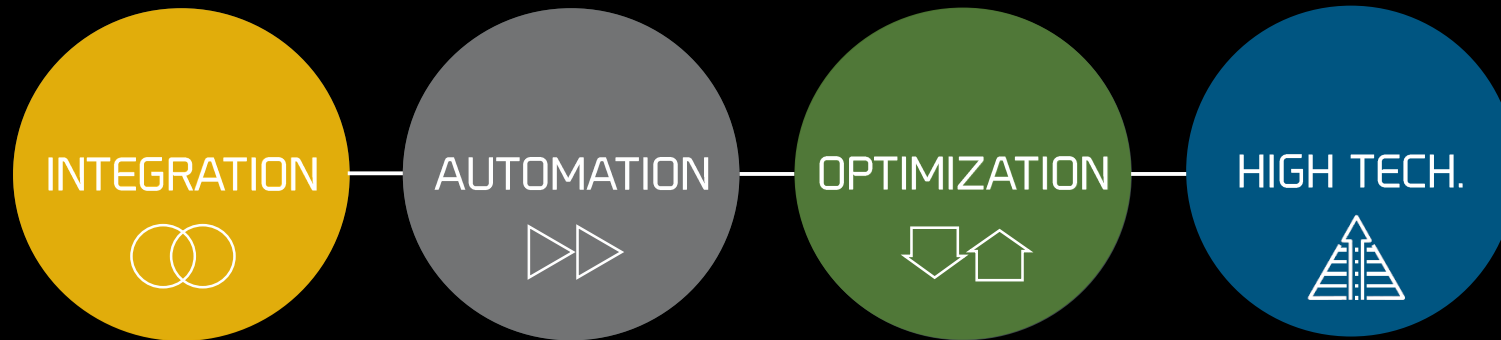 INTEGRATION
AUTOMATION
OPTIMIZATION
HIGH TECH.